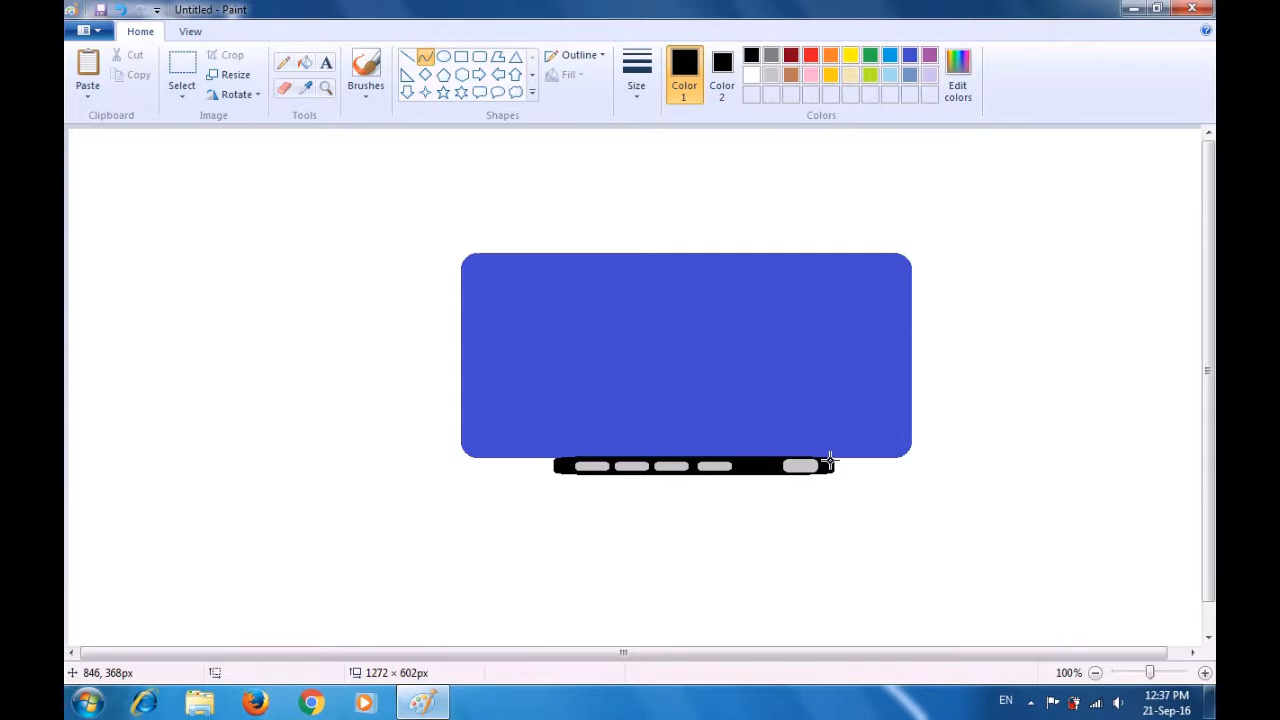 Untitled - Paint
Home View
Paste
Cut
Copy
Clipboard
Select
Crop
Resize
Rotate
Image
A
Tools
Brushes
Shapes
Outline
Fill
Size
Color 1
Color 2
Edit colors
Colors
846, 368px
1272 × 602px
100%
EN
12:37 PM
21-Sep-16